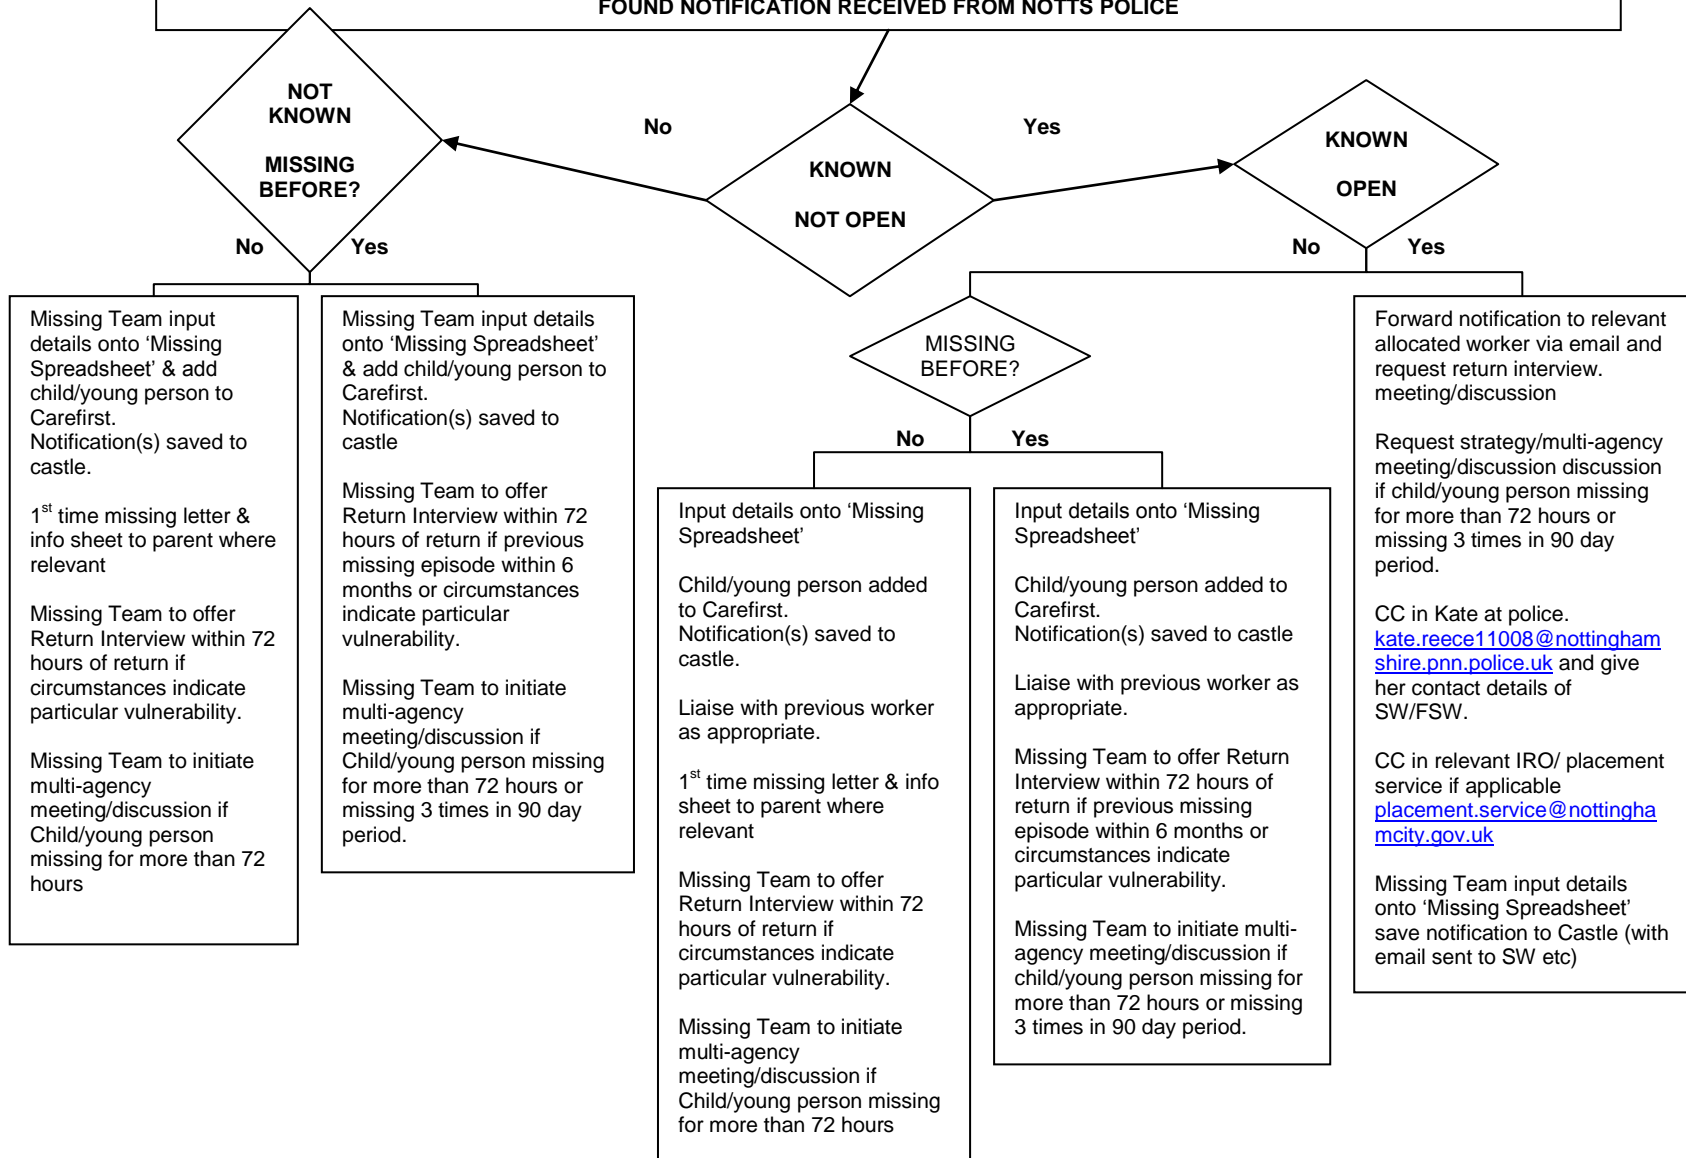 FOUND NOTIFICATION RECEIVED FROM NOTTS POLICE
NOT
KNOWN
MISSING
BEFORE?
No
KNOWN
NOT OPEN
Yes
KNOWN
OPEN
No
Yes
No
Yes
Missing Team input
details onto ‘Missing
Spreadsheet’ & add
child/young person to
Carefirst.
Notification(s) saved to
castle.
1st time missing letter &
info sheet to parent where
relevant
Missing Team to offer
Return Interview within 72
hours of return if
circumstances indicate
particular vulnerability.
Missing Team to initiate
multi-agency
meeting/discussion if
Child/young person
missing for more than 72
hours
Missing Team input details
onto ‘Missing Spreadsheet’
& add child/young person to
Carefirst.
Notification(s) saved to
castle
Missing Team to offer
Return Interview within 72
hours of return if previous
missing episode within 6
months or circumstances
indicate particular
vulnerability.
Missing Team to initiate
multi-agency
meeting/discussion if
Child/young person missing
for more than 72 hours or
missing 3 times in 90 day
period.
MISSING
BEFORE?
No
Yes
Input details onto ‘Missing
Spreadsheet’
Child/young person added
to Carefirst.
Notification(s) saved to
castle.
Liaise with previous worker
as appropriate.
1st time missing letter & info
sheet to parent where
relevant
Missing Team to offer
Return Interview within 72
hours of return if
circumstances indicate
particular vulnerability.
Missing Team to initiate
multi-agency
meeting/discussion if
Child/young person missing
for more than 72 hours
Input details onto ‘Missing
Spreadsheet’
Child/young person added to
Carefirst.
Notification(s) saved to castle
Liaise with previous worker as
appropriate.
Missing Team to offer Return
Interview within 72 hours of
return if previous missing
episode within 6 months or
circumstances indicate
particular vulnerability.
Missing Team to initiate multi-
agency meeting/discussion if
child/young person missing for
more than 72 hours or missing
3 times in 90 day period.
Forward notification to relevant
allocated worker via email and
request return interview.
meeting/discussion
Request strategy/multi-agency
meeting/discussion discussion
if child/young person missing
for more than 72 hours or
missing 3 times in 90 day
period.
CC in Kate at police.
kate.reece11008@nottingham
shire.pnn.police.uk and give
her contact details of
SW/FSW.
CC in relevant IRO/ placement
service if applicable
placement.service@nottingha
mcity.gov.uk
Missing Team input details
onto ‘Missing Spreadsheet’
save notification to Castle (with
email sent to SW etc)